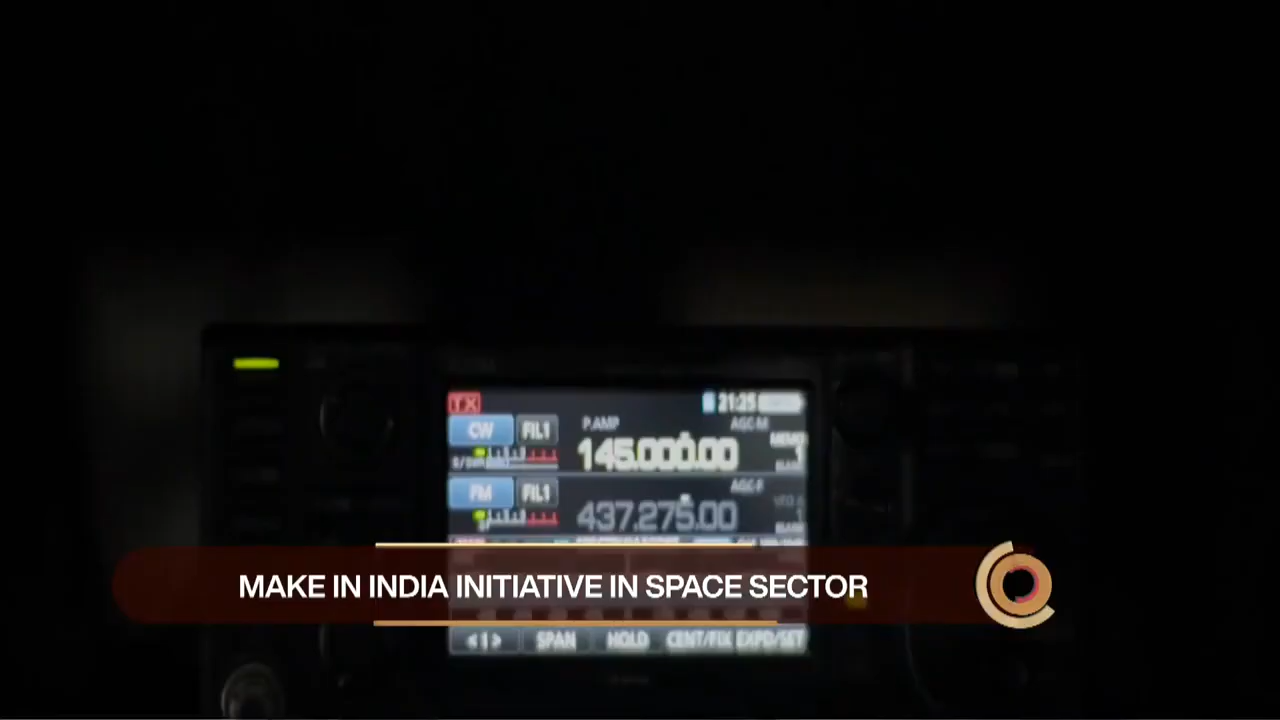 TX
21:25
CW FIL1 P.AMP AGC-M
145.000.00
FM FIL1 AGC-F
437.275.00
MAKE IN INDIA INITIATIVE IN SPACE SECTOR
<1> SPAN HOLD CENT/FIX EXPD/SET